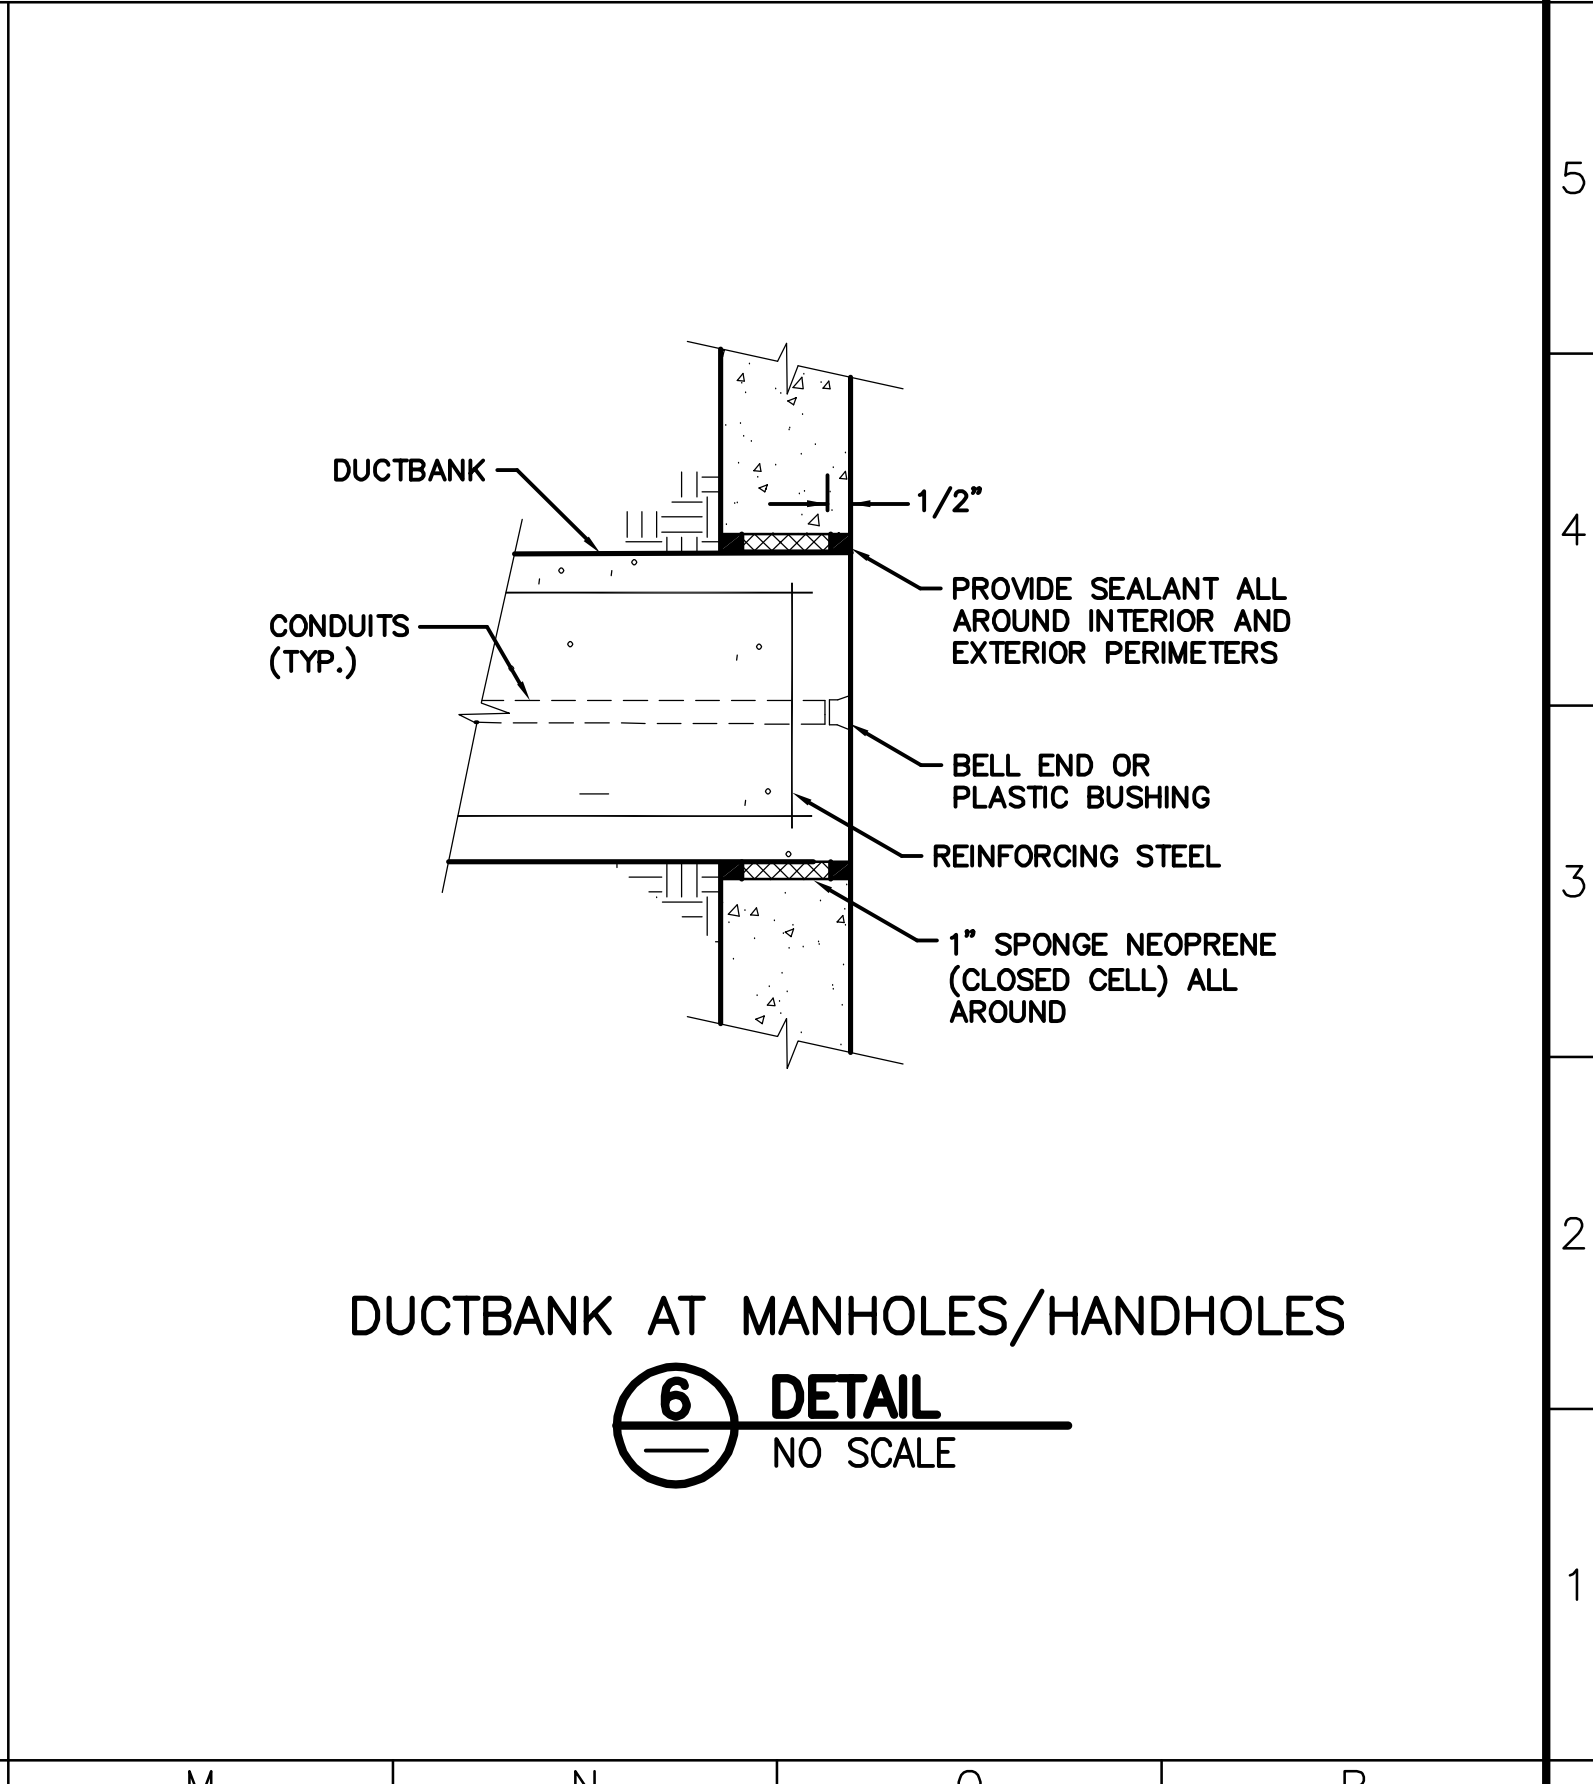 DUCTBANK
1/2"
PROVIDE SEALANT ALL
AROUND INTERIOR AND
EXTERIOR PERIMETERS
CONDUITS
(TYP.)
BELL END OR
PLASTIC BUSHING
REINFORCING STEEL
1" SPONGE NEOPRENE
(CLOSED CELL) ALL
AROUND
DUCTBANK AT MANHOLES/HANDHOLES
6 DETAIL
NO SCALE
5
4
3
2
1
M N